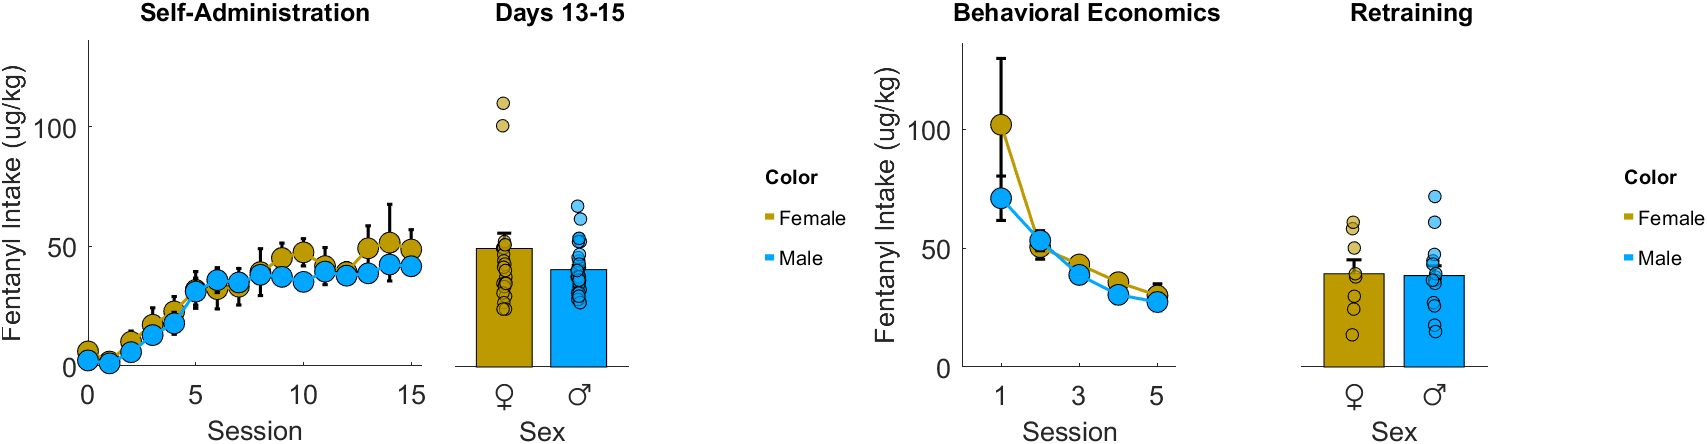 Self-Administration
Days 13-15
Behavioral Economics
Retraining
Fentanyl Intake (ug/kg)
100
50
0
0 5 10 15
Session
♀ ♂
Sex
Color
Female
Male
Fentanyl Intake (ug/kg)
100
50
0
1 3 5
Session
♀ ♂
Sex
Color
Female
Male